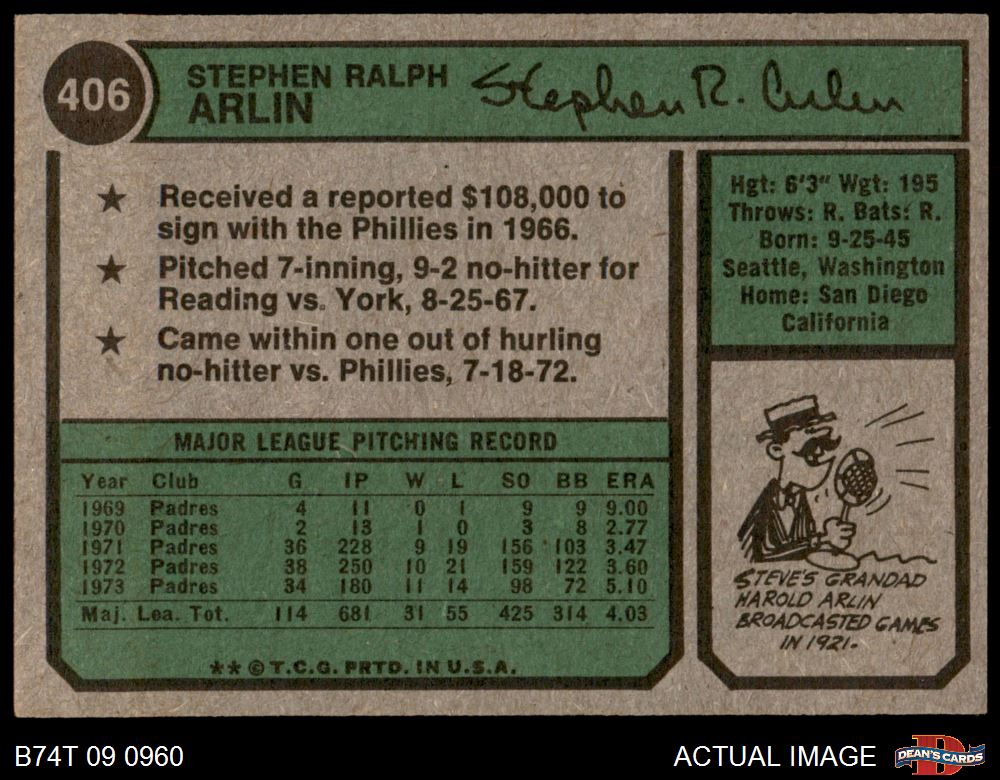 406
STEPHEN RALPH
ARLIN
Stephen R. Arlin
★ Received a reported $108,000 to
sign with the Phillies in 1966.
★ Pitched 7-inning, 9-2 no-hitter for
Reading vs. York, 8-25-67.
★ Came within one out of hurling
no-hitter vs. Phillies, 7-18-72.
Hgt: 6'3" Wgt: 195
Throws: R. Bats: R.
Born: 9-25-45
Seattle, Washington
Home: San Diego
California
MAJOR LEAGUE PITCHING RECORD
Year Club G IP W L SO BB ERA
1969 Padres 4 11 0 1 9 9 9.00
1970 Padres 2 13 1 0 3 8 2.77
1971 Padres 36 228 9 19 156 103 3.47
1972 Padres 38 250 10 21 159 122 3.60
1973 Padres 34 180 11 14 98 72 5.10
Maj. Lea. Tot. 114 681 31 55 425 314 4.03
★★ © T.C.G. PRTD. IN U.S.A.
STEVE'S GRANDAD
HAROLD ARLIN
BROADCASTED GAMES
IN 1921.
B74T 09 0960
ACTUAL IMAGE
D
DEAN'S CARDS